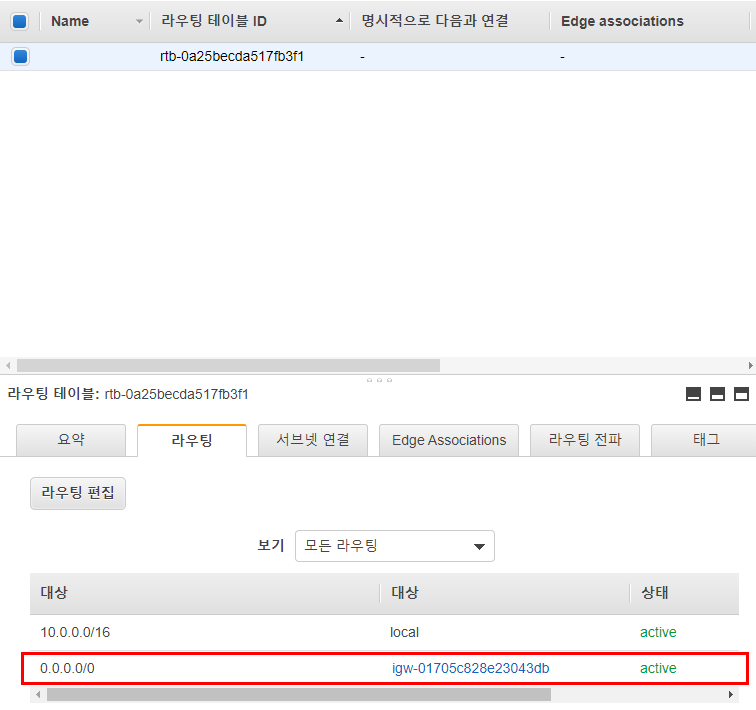 Name 라우팅 테이블 ID 명시적으로 다음과 연결 Edge associations
rtb-0a25becda517fb3f1 - -
라우팅 테이블: rtb-0a25becda517fb3f1
요약 라우팅 서브넷 연결 Edge Associations 라우팅 전파 태그
라우팅 편집
보기 모든 라우팅
대상 대상 상태
10.0.0.0/16 local active
0.0.0.0/0 igw-01705c828e23043db active